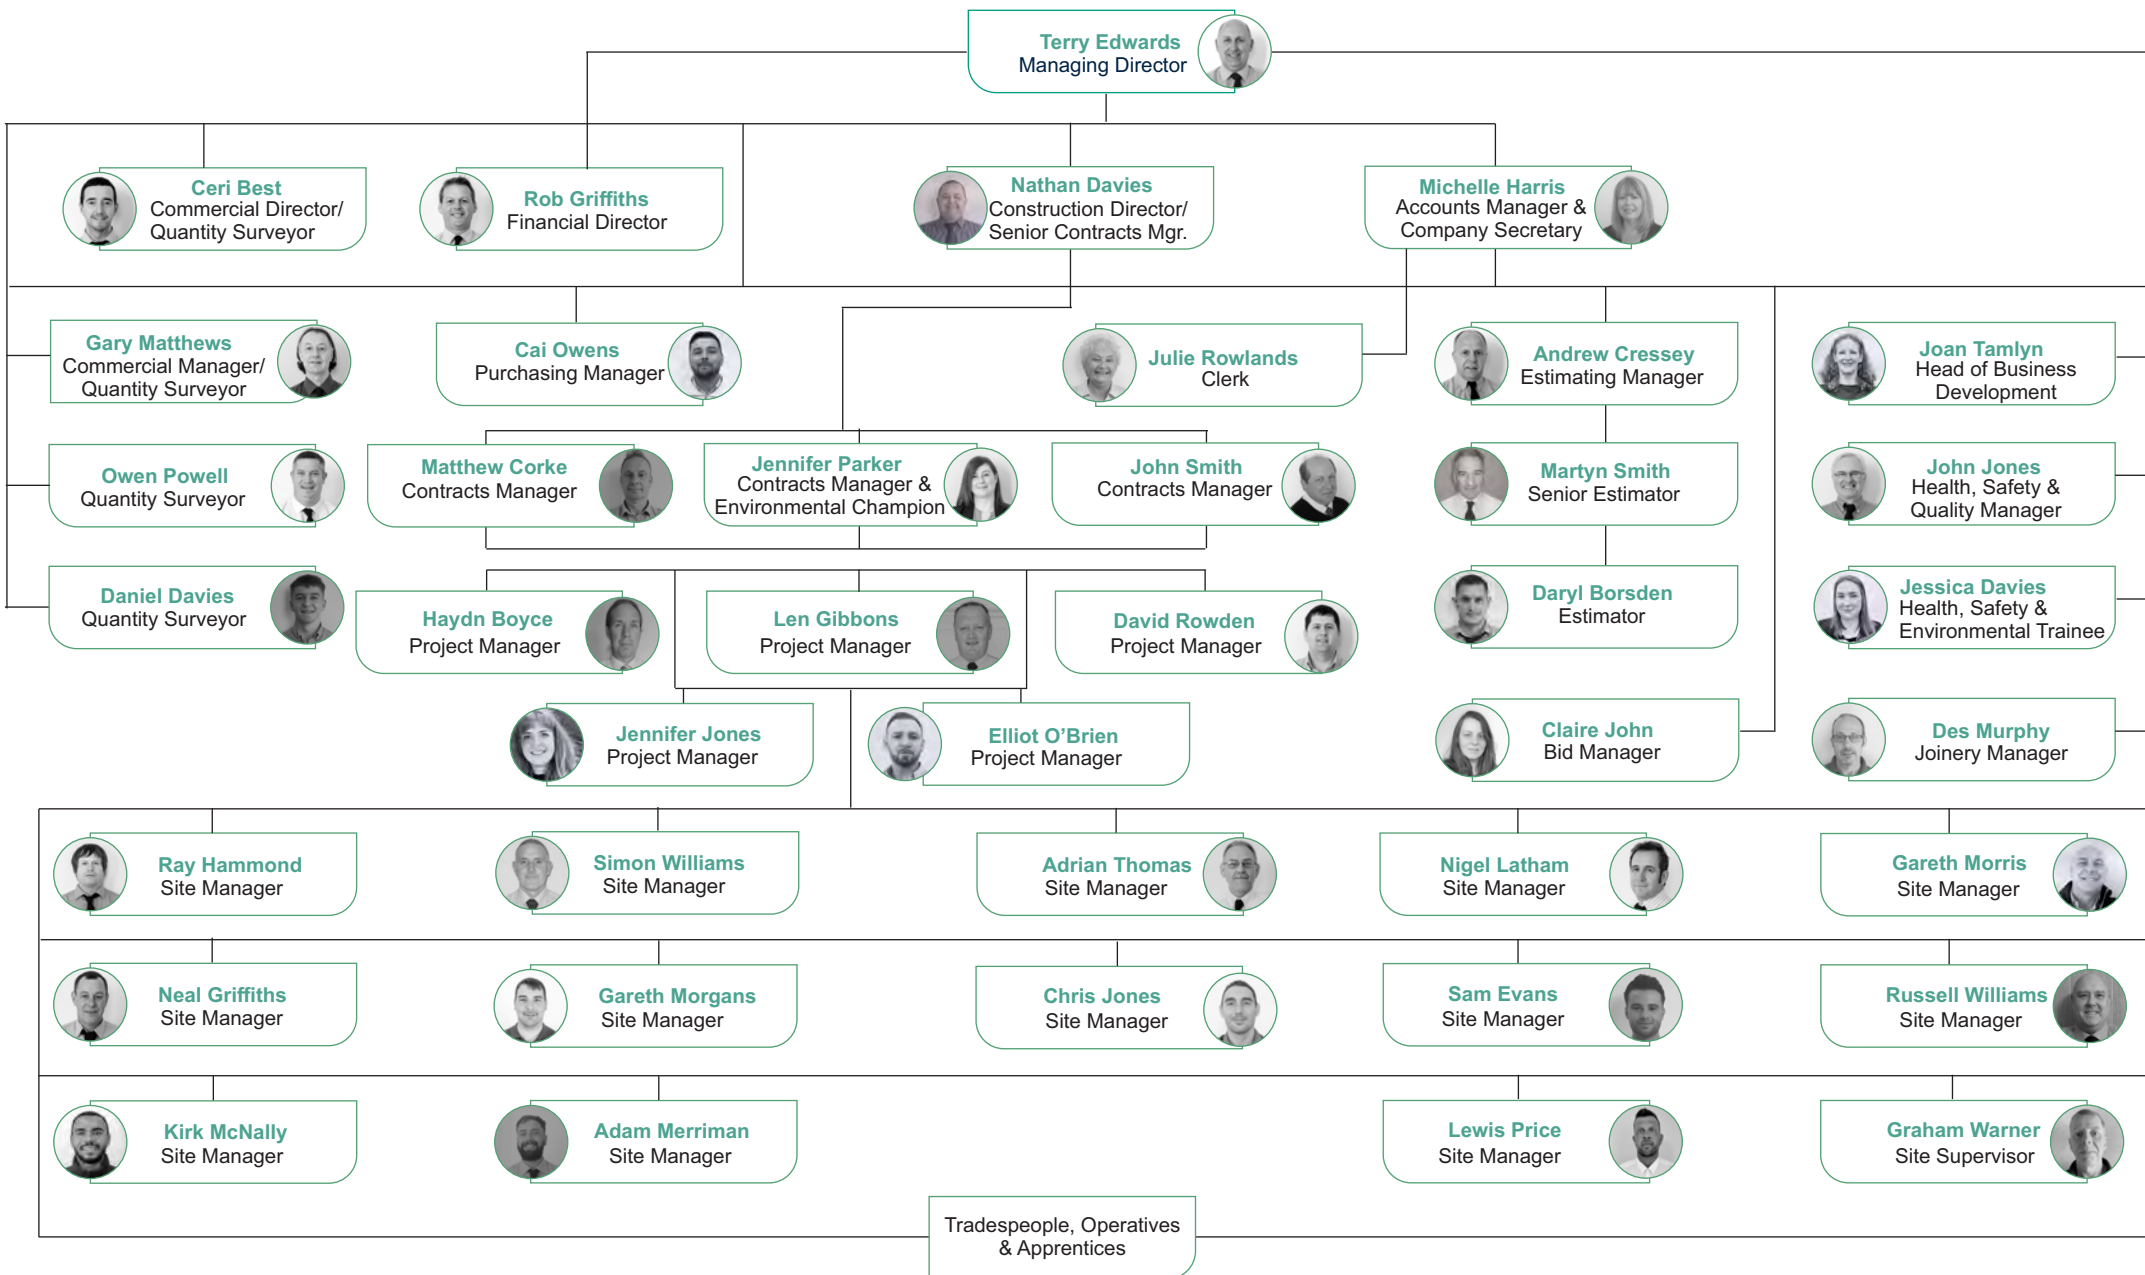 Terry Edwards
Managing Director
Ceri Best
Commercial Director/
Quantity Surveyor
Rob Griffiths
Financial Director
Nathan Davies
Construction Director/
Senior Contracts Mgr.
Michelle Harris
Accounts Manager &
Company Secretary
Gary Matthews
Commercial Manager/
Quantity Surveyor
Cai Owens
Purchasing Manager
Julie Rowlands
Clerk
Andrew Cressey
Estimating Manager
Joan Tamlyn
Head of Business
Development
Owen Powell
Quantity Surveyor
Matthew Corke
Contracts Manager
Jennifer Parker
Contracts Manager &
Environmental Champion
John Smith
Contracts Manager
Martyn Smith
Senior Estimator
John Jones
Health, Safety &
Quality Manager
Daniel Davies
Quantity Surveyor
Haydn Boyce
Project Manager
Len Gibbons
Project Manager
David Rowden
Project Manager
Daryl Borsden
Estimator
Jessica Davies
Health, Safety &
Environmental Trainee
Jennifer Jones
Project Manager
Elliot O’Brien
Project Manager
Claire John
Bid Manager
Des Murphy
Joinery Manager
Ray Hammond
Site Manager
Simon Williams
Site Manager
Adrian Thomas
Site Manager
Nigel Latham
Site Manager
Gareth Morris
Site Manager
Neal Griffiths
Site Manager
Gareth Morgans
Site Manager
Chris Jones
Site Manager
Sam Evans
Site Manager
Russell Williams
Site Manager
Kirk McNally
Site Manager
Adam Merriman
Site Manager
Lewis Price
Site Manager
Graham Warner
Site Supervisor
Tradespeople, Operatives
& Apprentices